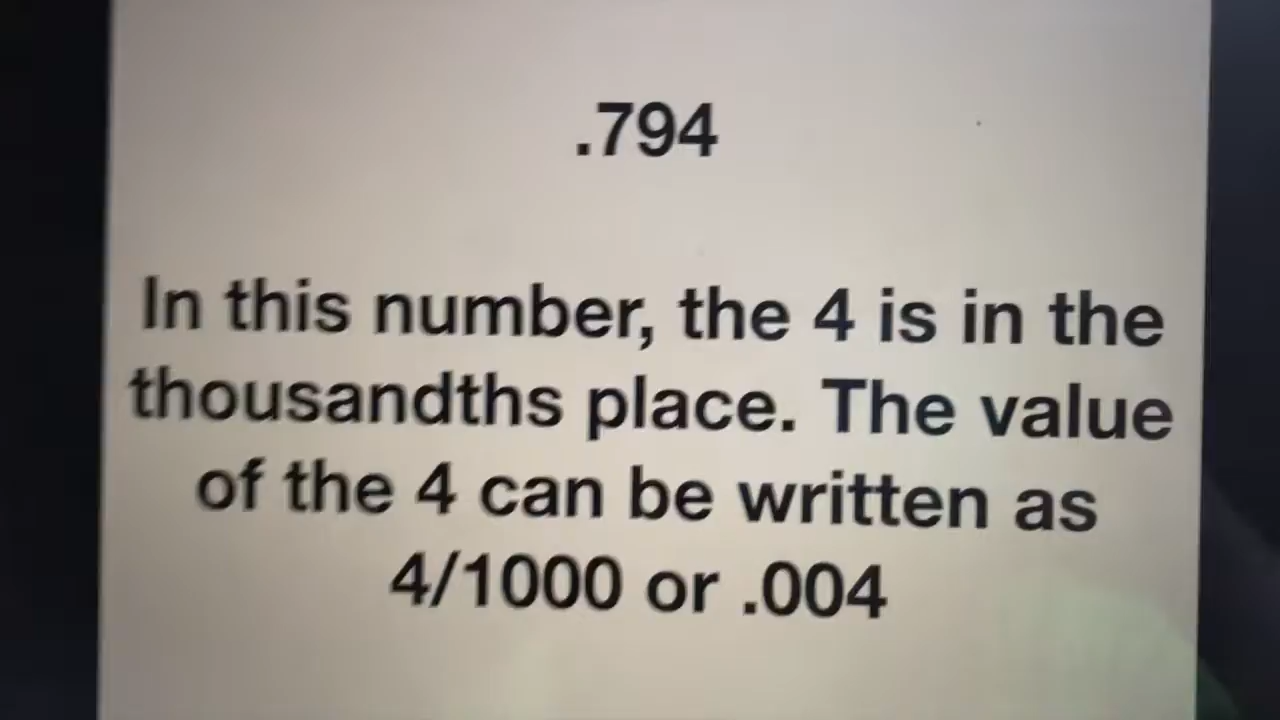 .794
In this number, the 4 is in the
thousandths place. The value
of the 4 can be written as
4/1000 or .004